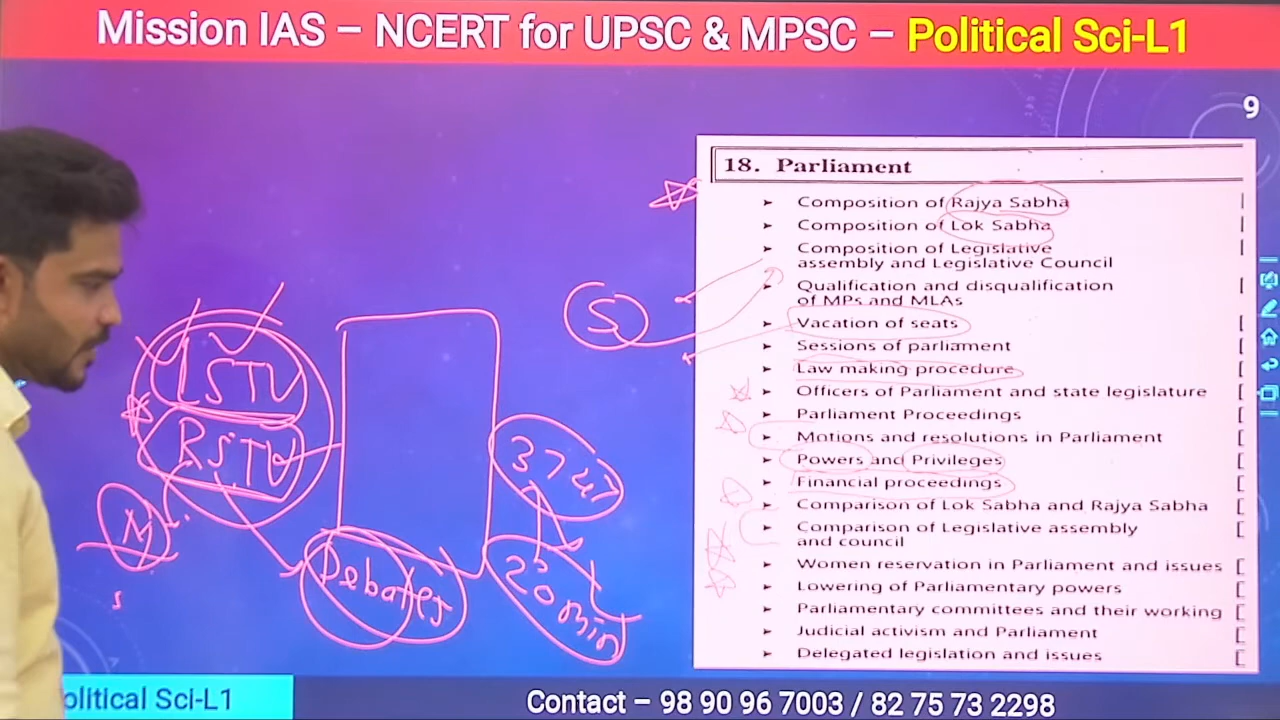 Mission IAS – NCERT for UPSC & MPSC – Political Sci-L1
9
18. Parliament
➤ Composition of Rajya Sabha
➤ Composition of Lok Sabha
➤ Composition of Legislative
assembly and Legislative Council
➤ Qualification and disqualification
of MPs and MLAs
➤ Vacation of seats
➤ Sessions of parliament
➤ Law making procedure
➤ Officers of Parliament and state legislature
➤ Parliament Proceedings
➤ Motions and resolutions in Parliament
➤ Powers and Privileges
➤ Financial proceedings
➤ Comparison of Lok Sabha and Rajya Sabha
➤ Comparison of Legislative assembly
and council
➤ Women reservation in Parliament and issues
➤ Lowering of Parliamentary powers
➤ Parliamentary committees and their working
➤ Judicial activism and Parliament
➤ Delegated legislation and issues
S
LSTV
RSTV
N
Debates
20 min
olitical Sci-L1
Contact – 98 90 96 7003 / 82 75 73 2298